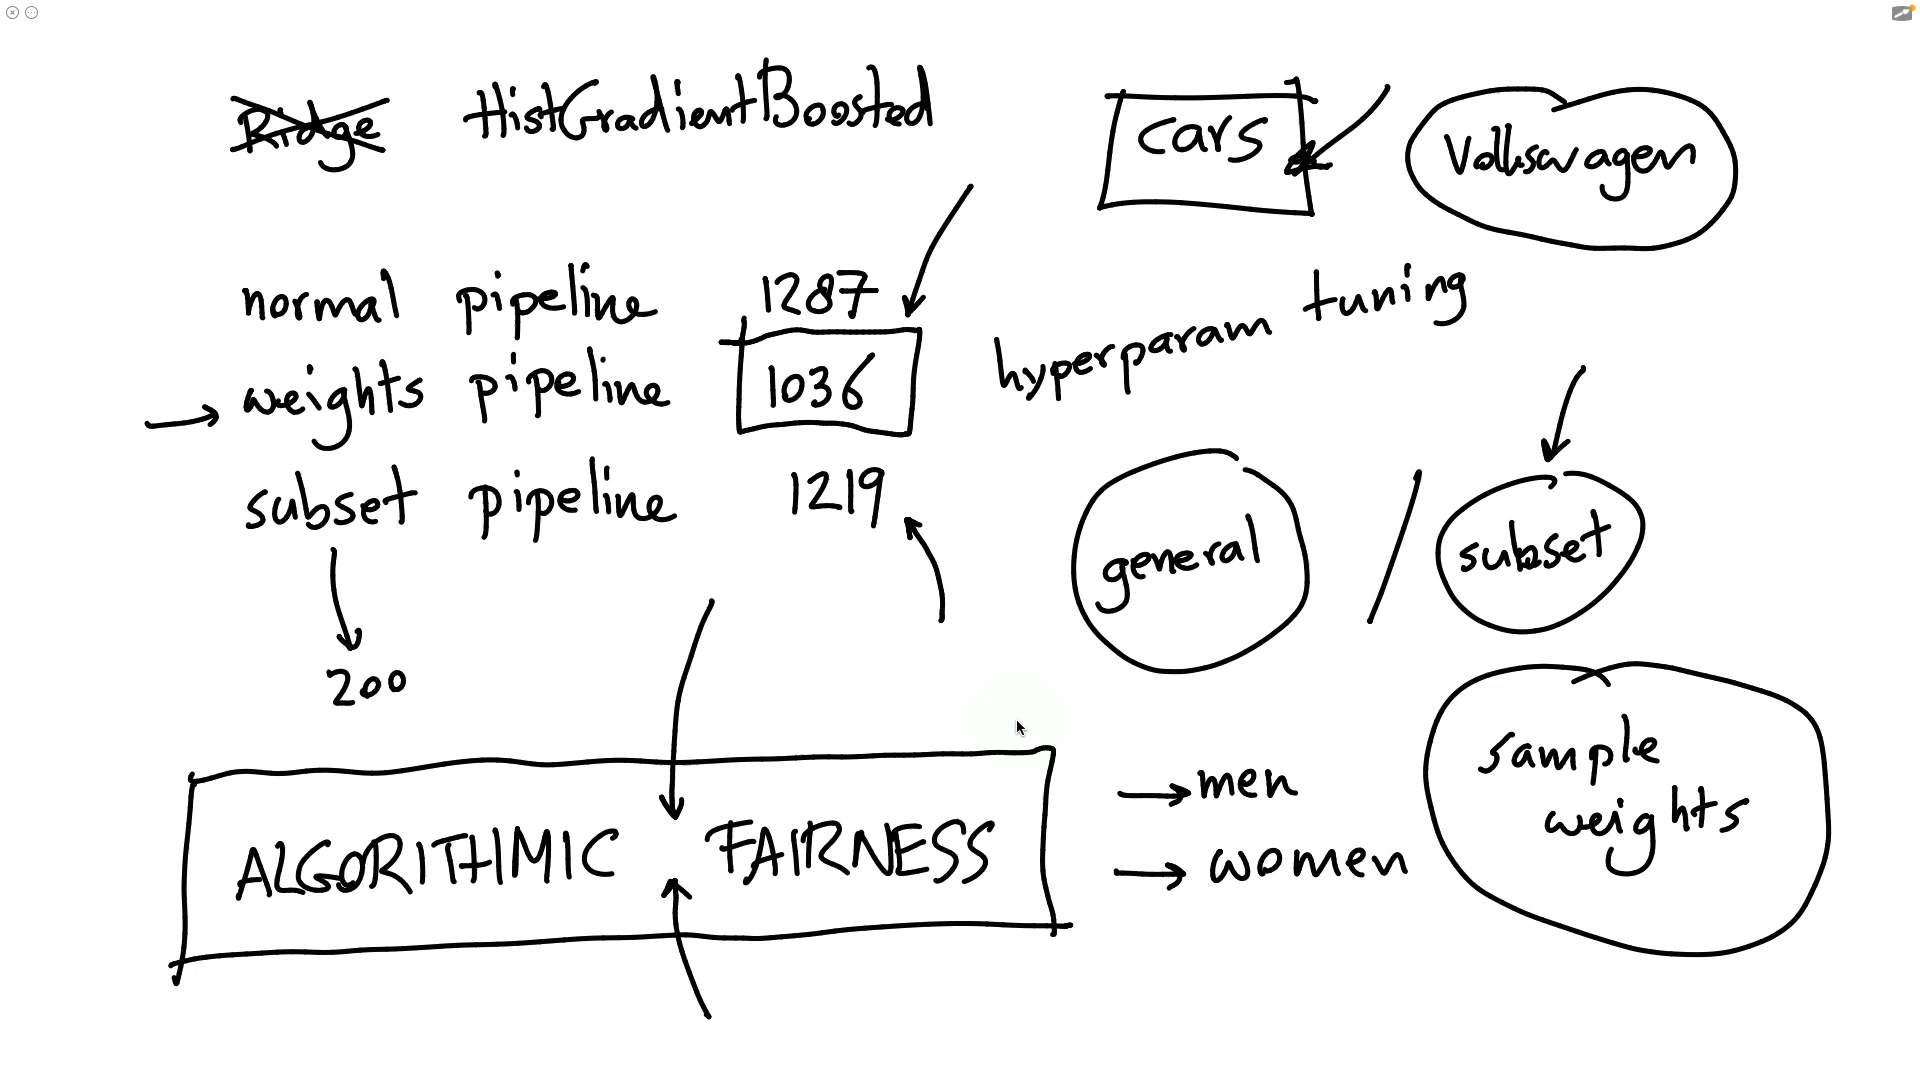 Ridge HistGradientBoosted
cars
Volkswagen
normal pipeline 1287
weights pipeline 1036
subset pipeline 1219
200
hyperparam tuning
general / subset
sample
weights
ALGORITHMIC FAIRNESS
men
women